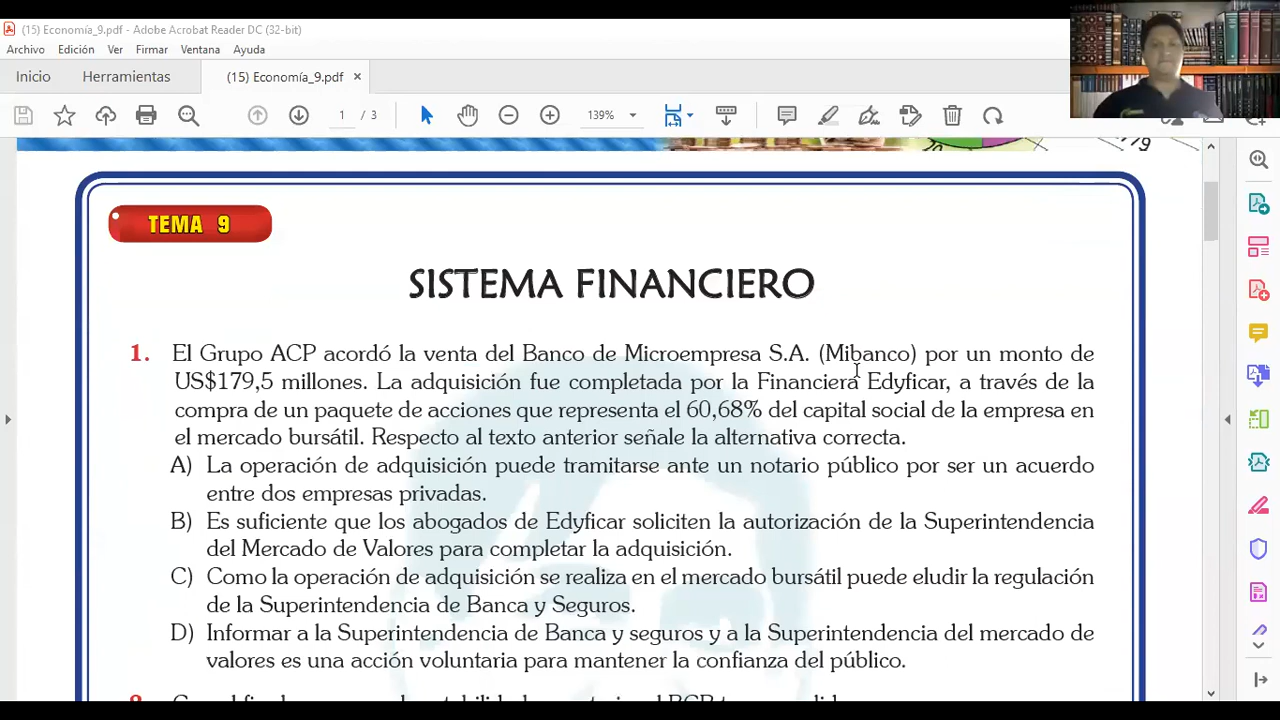 (15) Economía_9.pdf - Adobe Acrobat Reader DC (32-bit)
Archivo Edición Ver Firmar Ventana Ayuda
Inicio Herramientas (15) Economía_9.pdf ×
1 / 3 139%
TEMA 9
SISTEMA FINANCIERO
1. El Grupo ACP acordó la venta del Banco de Microempresa S.A. (Mibanco) por un monto de
US$179,5 millones. La adquisición fue completada por la Financiera Edyficar, a través de la
compra de un paquete de acciones que representa el 60,68% del capital social de la empresa en
el mercado bursátil. Respecto al texto anterior señale la alternativa correcta.
A) La operación de adquisición puede tramitarse ante un notario público por ser un acuerdo
entre dos empresas privadas.
B) Es suficiente que los abogados de Edyficar soliciten la autorización de la Superintendencia
del Mercado de Valores para completar la adquisición.
C) Como la operación de adquisición se realiza en el mercado bursátil puede eludir la regulación
de la Superintendencia de Banca y Seguros.
D) Informar a la Superintendencia de Banca y seguros y a la Superintendencia del mercado de
valores es una acción voluntaria para mantener la confianza del público.